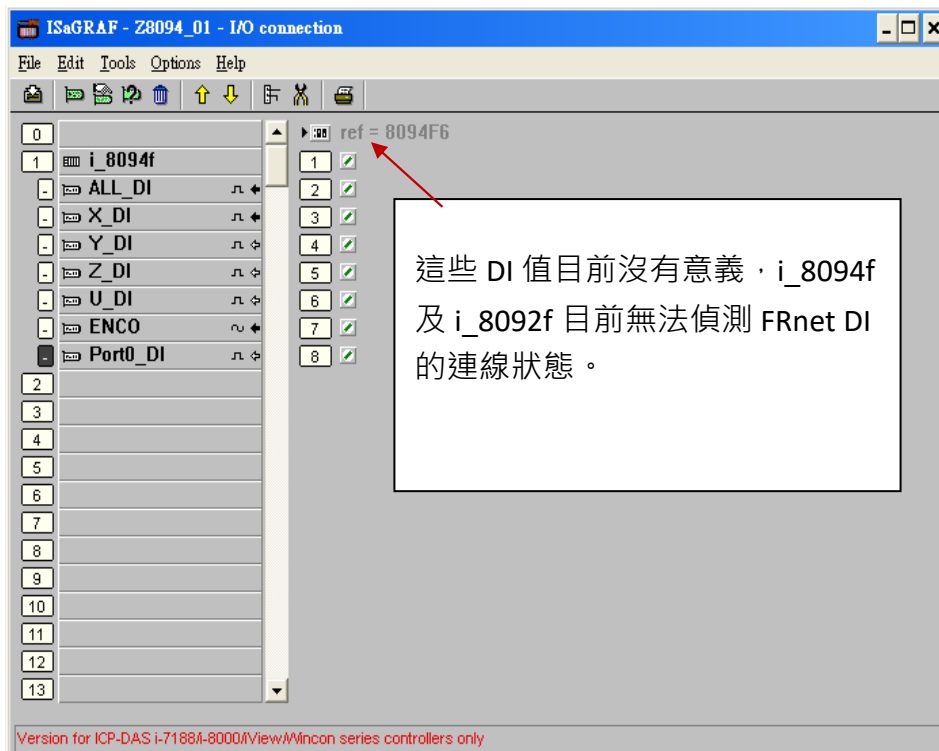 ISaGRAF - Z8094_01 - I/O connection
File Edit Tools Options Help
0
1 i_8094f
- ALL_DI
- X_DI
- Y_DI
- Z_DI
- U_DI
- ENCO
- Port0_DI
2
3
4
5
6
7
8
9
10
11
12
13
ref = 8094F6
1
2
3
4
5
6
7
8
這些 DI 值目前沒有意義，i_8094f
及 i_8092f 目前無法偵測 FRnet DI
的連線狀態。
Version for ICP-DAS i-7188/i-8000/iView/Wincon series controllers only